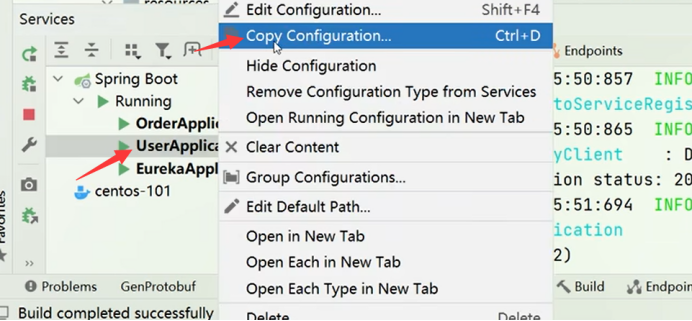 resources
Services
Edit Configuration... Shift+F4
Copy Configuration... Ctrl+D
Hide Configuration
Remove Configuration Type from Services
Open Running Configuration in New Tab
Clear Content
Group Configurations...
Edit Default Path...
Open in New Tab
Open Each in New Tab
Open Each Type in New Tab
Delete Delete
Spring Boot
Running
OrderApplic
UserApplica
EurekaAppl
centos-101
Favorites
Endpoints
5:50:857 INFO
toServiceRegis
5:50:865 INFO
yClient : D
ion status: 20
5:51:694 INFO
ication
2)
Problems GenProtobuf Build Endpoin
Build completed successfully